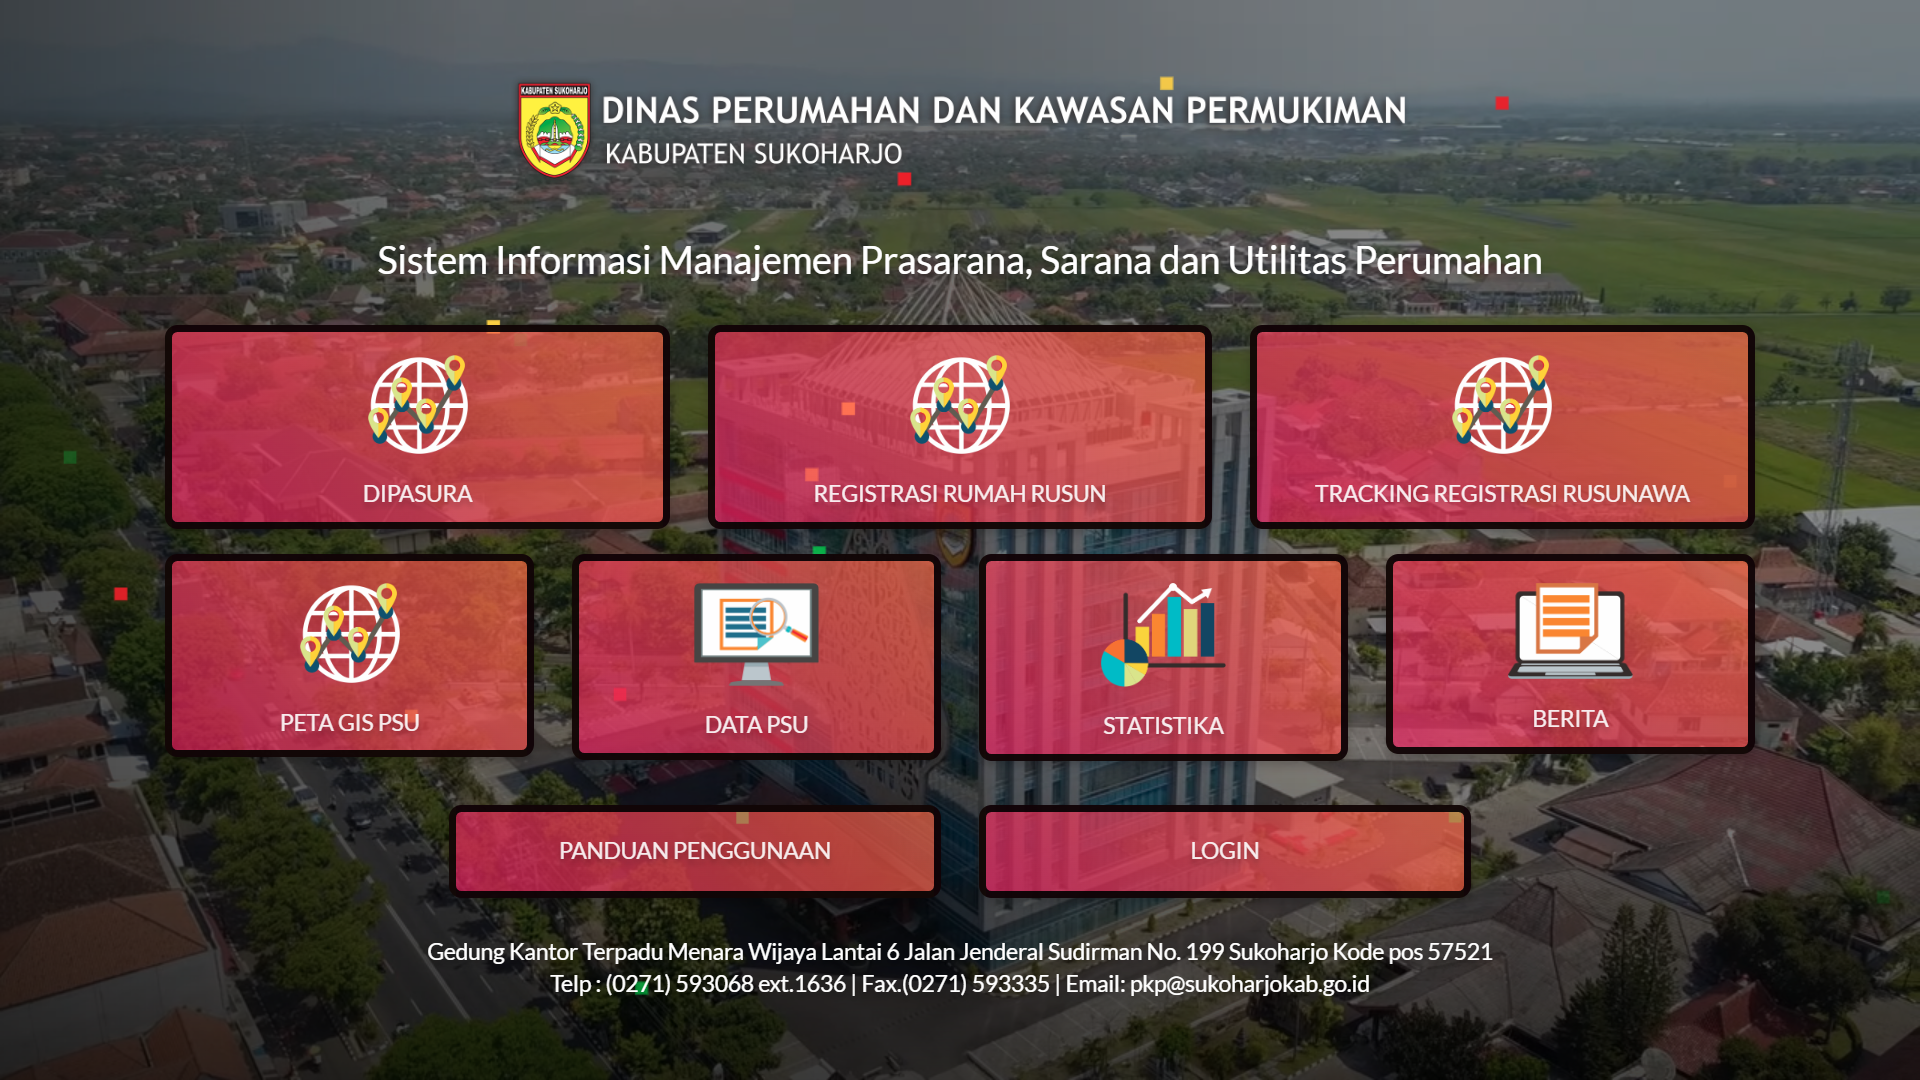 KABUPATEN SUKOHARJO
DINAS PERUMAHAN DAN KAWASAN PERMUKIMAN
KABUPATEN SUKOHARJO
Sistem Informasi Manajemen Prasarana, Sarana dan Utilitas Perumahan
DIPASURA
REGISTRASI RUMAH RUSUN
TRACKING REGISTRASI RUSUNAWA
PETA GIS PSU
DATA PSU
STATISTIKA
BERITA
PANDUAN PENGGUNAAN
LOGIN
Gedung Kantor Terpadu Menara Wijaya Lantai 6 Jalan Jenderal Sudirman No. 199 Sukoharjo Kode pos 57521
Telp : (0271) 593068 ext.1636 | Fax.(0271) 593335 | Email: pkp@sukoharjokab.go.id